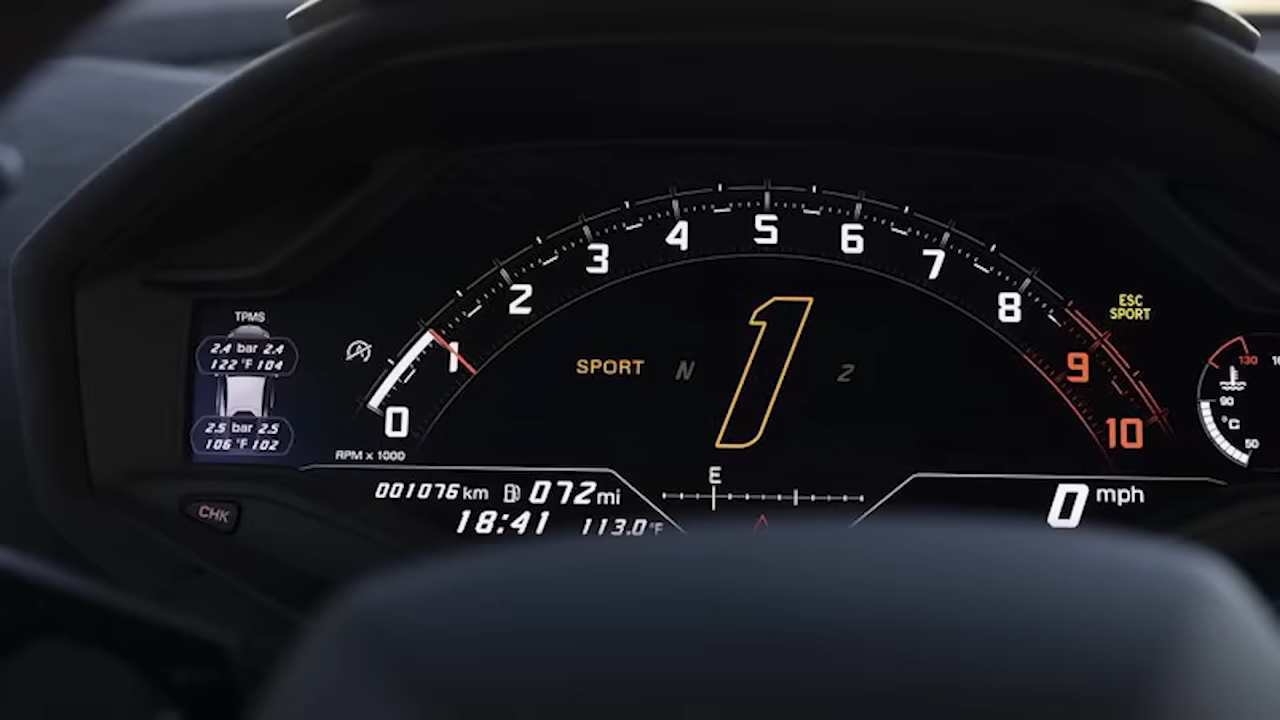 TPMS
2.4 bar 2.4
122 °F 104
2.5 bar 2.5
106 °F 102
CHK
A
0
1
2
3
4
5
6
7
8
9
10
RPM x 1000
SPORT N 1 2
ESC
SPORT
130
90
°C
50
001076 km 072 mi
18:41 113.0°F
E
0 mph